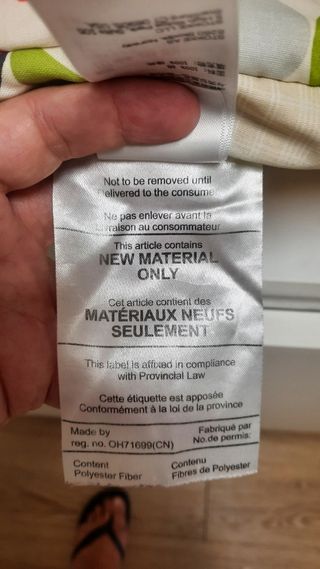 Not to be removed until
Delivered to the consume
Ne pas enlever avant la
Livraison au consommateur
This article contains
NEW MATERIAL
ONLY
Cet article contient des
MATÉRIAUX NEUFS
SEULEMENT
This label is affixed in compliance
with Provincial Law
Cette étiquette est apposée
Conformément à la loi de la province
Made by
Fabriqué par
reg. no. OH71699(CN)
No.de permis:
Content
Contenu
Polyester Fiber
Fibres de Polyester